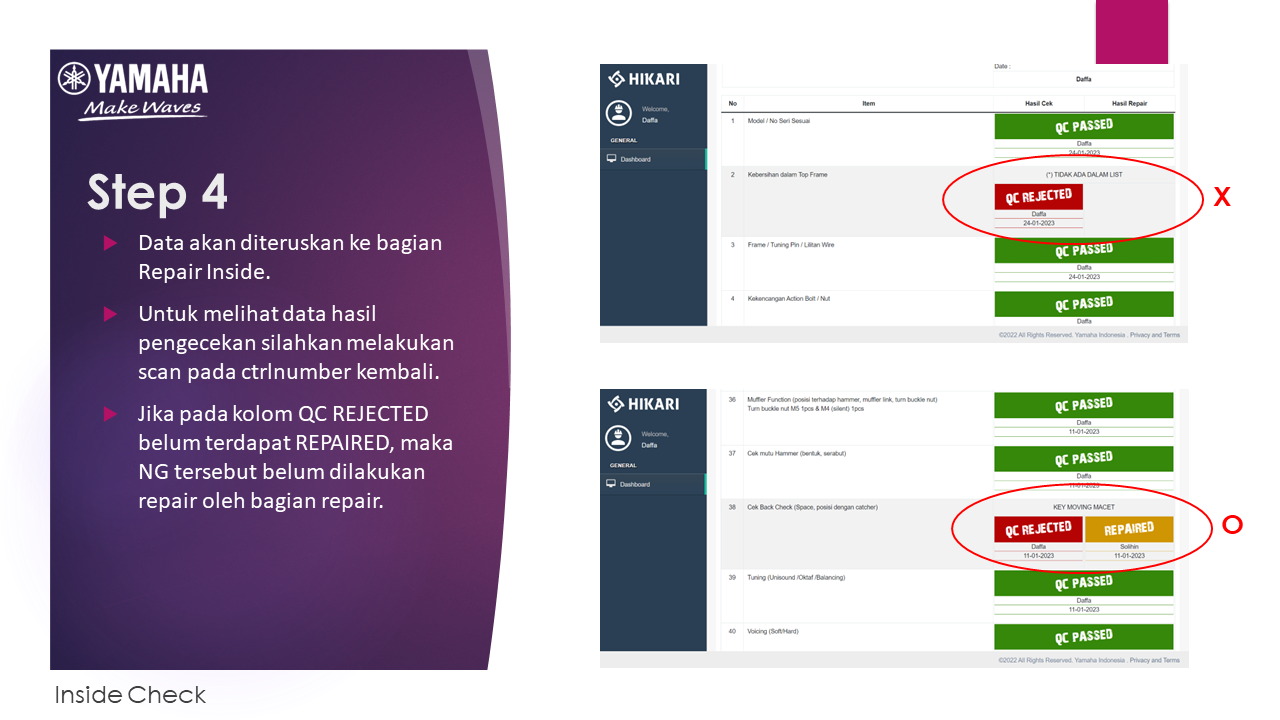 YAMAHA
Make Waves
Step 4
Data akan diteruskan ke bagian
Repair Inside.
Untuk melihat data hasil
pengecekan silahkan melakukan
scan pada ctrlnumber kembali.
Jika pada kolom QC REJECTED
belum terdapat REPAIRED, maka
NG tersebut belum dilakukan
repair oleh bagian repair.
Inside Check
HIKARI
Welcome,
Daffa
GENERAL
Dashboard
Date :
Daffa
No Item Hasil Cek Hasil Repair
1 Model / No Seri Sesuai QC PASSED
Daffa
24-01-2023
2 Kebersihan dalam Top Frame (*) TIDAK ADA DALAM LIST
QC REJECTED
Daffa
24-01-2023
X
3 Frame / Tuning Pin / Lilitan Wire QC PASSED
Daffa
24-01-2023
4 Kekencangan Action Bolt / Nut QC PASSED
Daffa
©2022 All Rights Reserved. Yamaha Indonesia . Privacy and Terms
HIKARI
Welcome,
Daffa
GENERAL
Dashboard
36 Muffler Function (posisi terhadap hammer, muffler link, turn buckle nut) QC PASSED
Turn buckle nut M5 1pcs & M4 (silent) 1pcs
Daffa
11-01-2023
37 Cek mutu Hammer (bentuk, serabut) QC PASSED
Daffa
11-01-2023
38 Cek Back Check (Space, posisi dengan catcher) KEY MOVING MACET
QC REJECTED REPAIRED
Daffa Solihin
11-01-2023 11-01-2023
O
39 Tuning (Unisound /Oktaf /Balancing) QC PASSED
Daffa
11-01-2023
40 Voicing (Soft/Hard) QC PASSED
©2022 All Rights Reserved. Yamaha Indonesia . Privacy and Terms